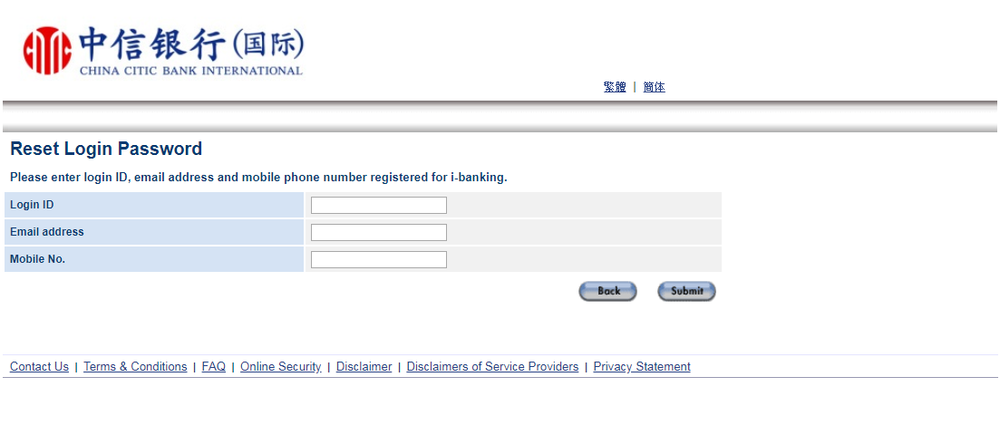 中信银行(国际)
CHINA CITIC BANK INTERNATIONAL
繁體 | 簡体
Reset Login Password
Please enter login ID, email address and mobile phone number registered for i-banking.
Login ID
Email address
Mobile No.
Back Submit
Contact Us | Terms & Conditions | FAQ | Online Security | Disclaimer | Disclaimers of Service Providers | Privacy Statement